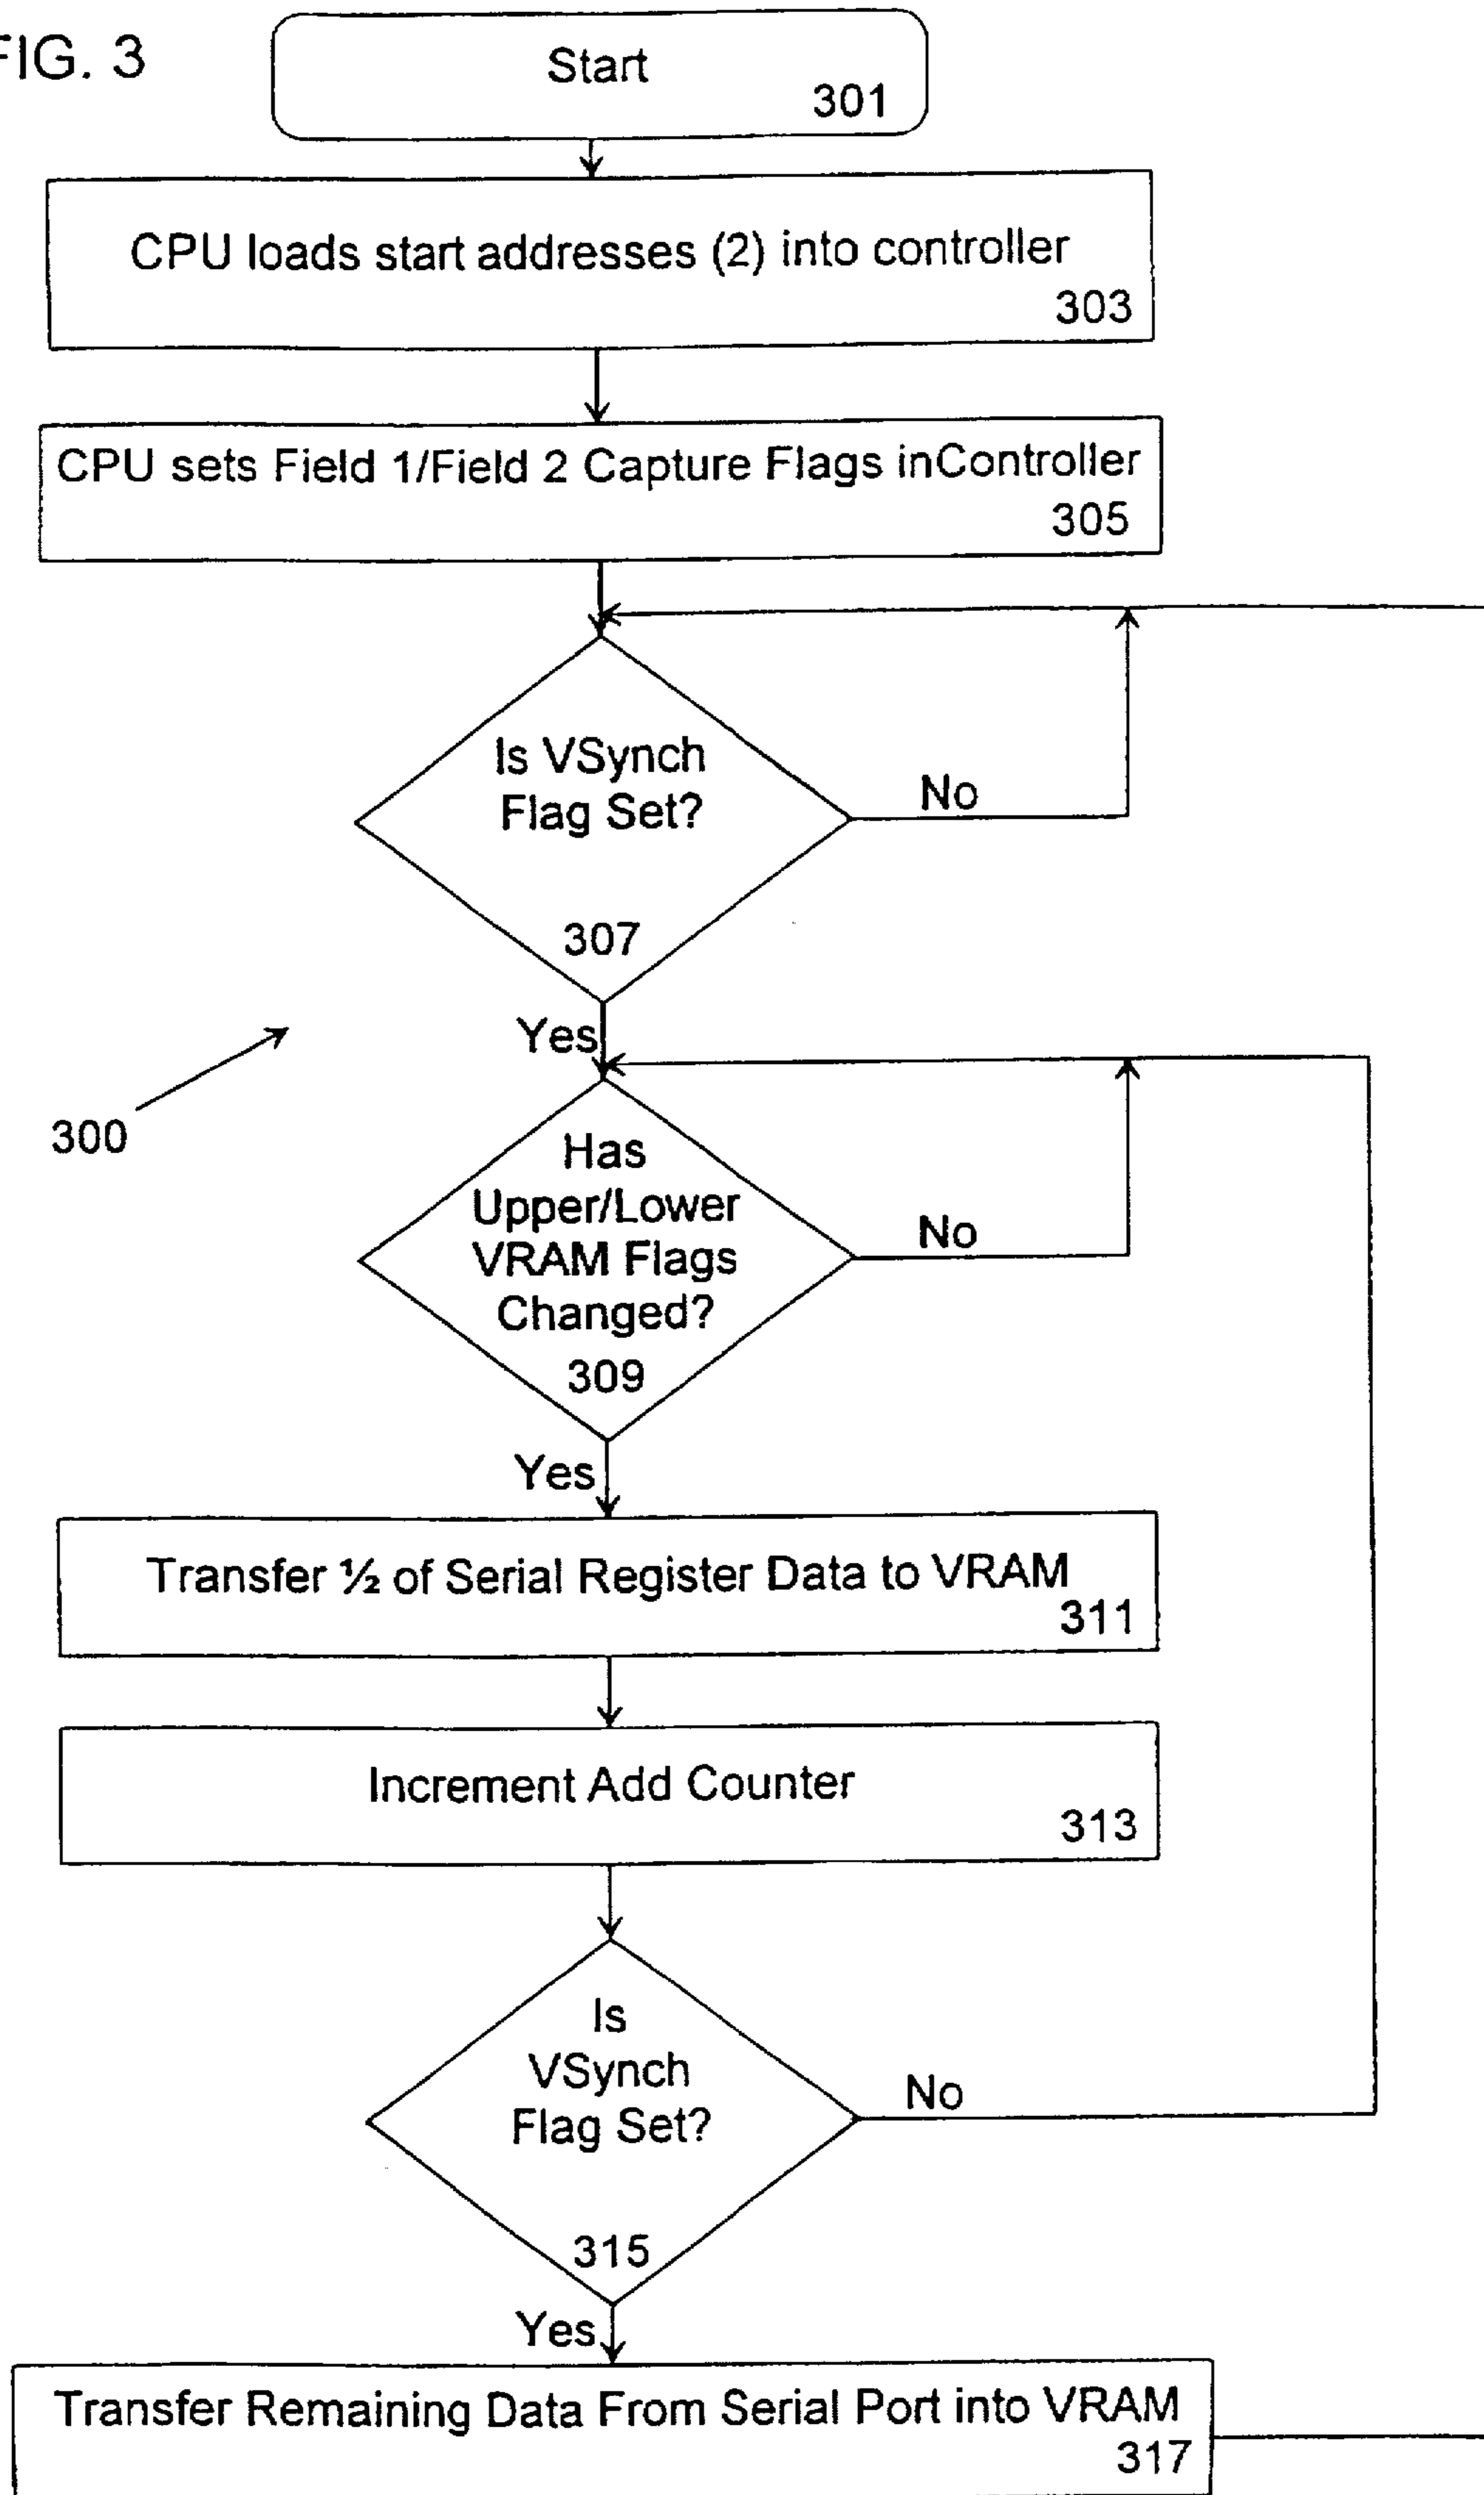 FIG. 3
Start
301
CPU loads start addresses (2) into controller
303
CPU sets Field 1/Field 2 Capture Flags inController
305
Is VSynch
Flag Set?
No
307
Yes
300
Has
Upper/Lower
VRAM Flags
Changed?
No
309
Yes
Transfer ½ of Serial Register Data to VRAM
311
Increment Add Counter
313
Is
VSynch
Flag Set?
No
315
Yes
Transfer Remaining Data From Serial Port into VRAM
317